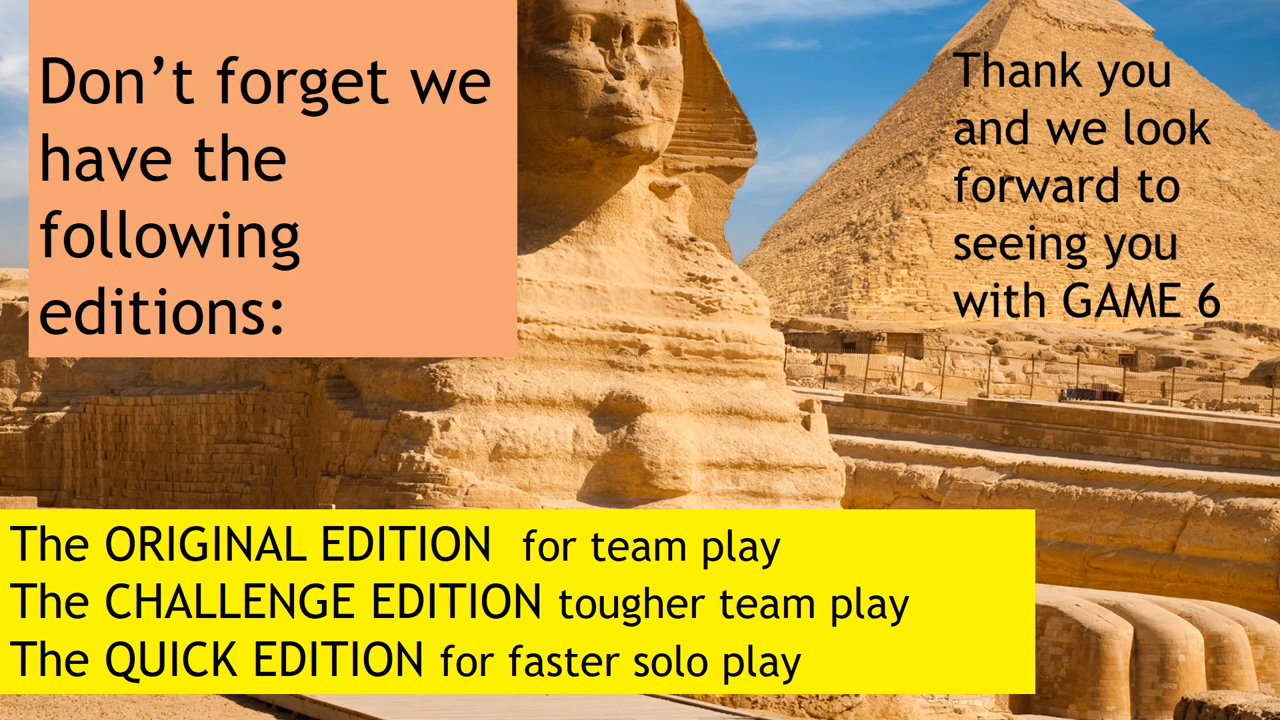 Don’t forget we
have the
following
editions:
Thank you
and we look
forward to
seeing you
with GAME 6
The ORIGINAL EDITION for team play
The CHALLENGE EDITION tougher team play
The QUICK EDITION for faster solo play